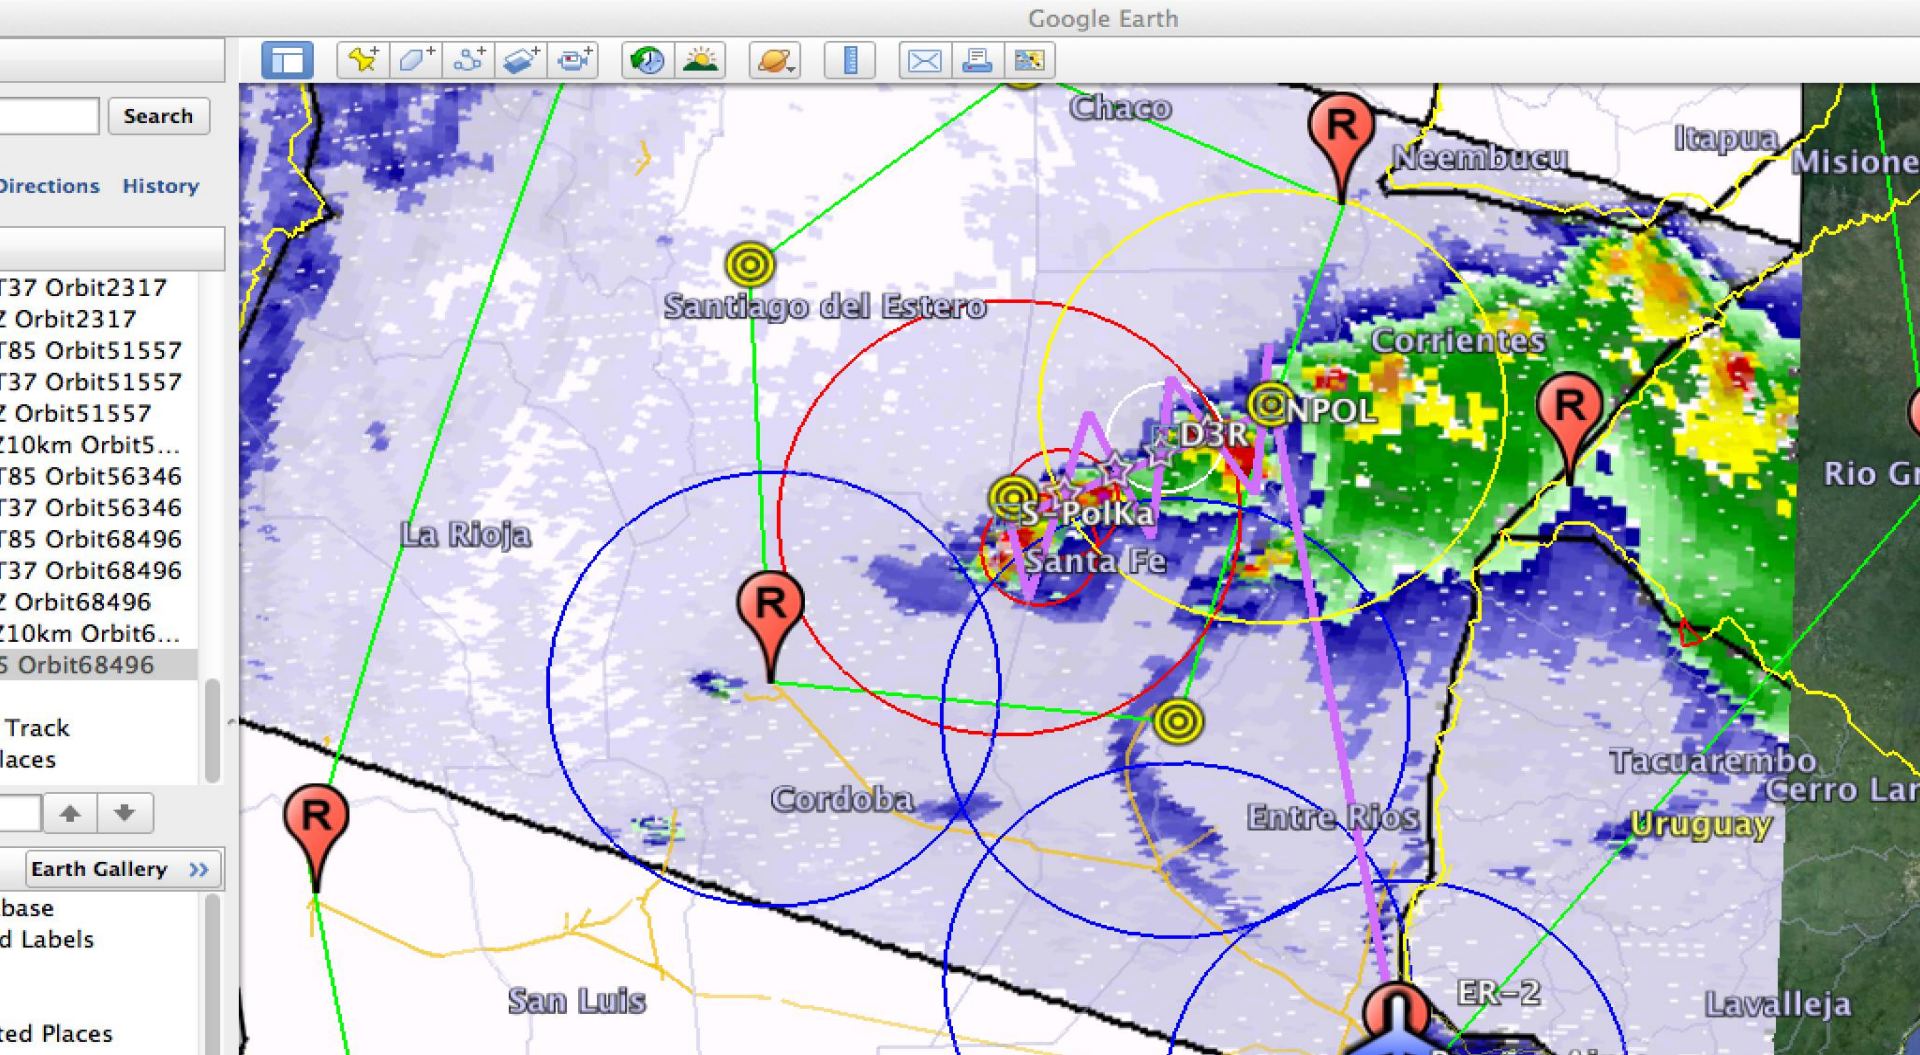 Google Earth
Search
Directions History
T37 Orbit2317
Z Orbit2317
T85 Orbit51557
T37 Orbit51557
Z Orbit51557
Z10km Orbit5...
T85 Orbit56346
T37 Orbit56346
T85 Orbit68496
T37 Orbit68496
Z Orbit68496
Z10km Orbit6...
S Orbit68496
Track
laces
Earth Gallery >>
base
d Labels
ted Places
Chaco
R
Neembucu
Itapua
Misione
Santiago del Estero
Corrientes
NPOL
R
D3R
Rio Gr
S-PolKa
La Rioja
Santa Fe
R
Tacuarembo
Cerro Lar
Cordoba
Entre Rios
Uruguay
R
San Luis
ER-2
Lavalleja